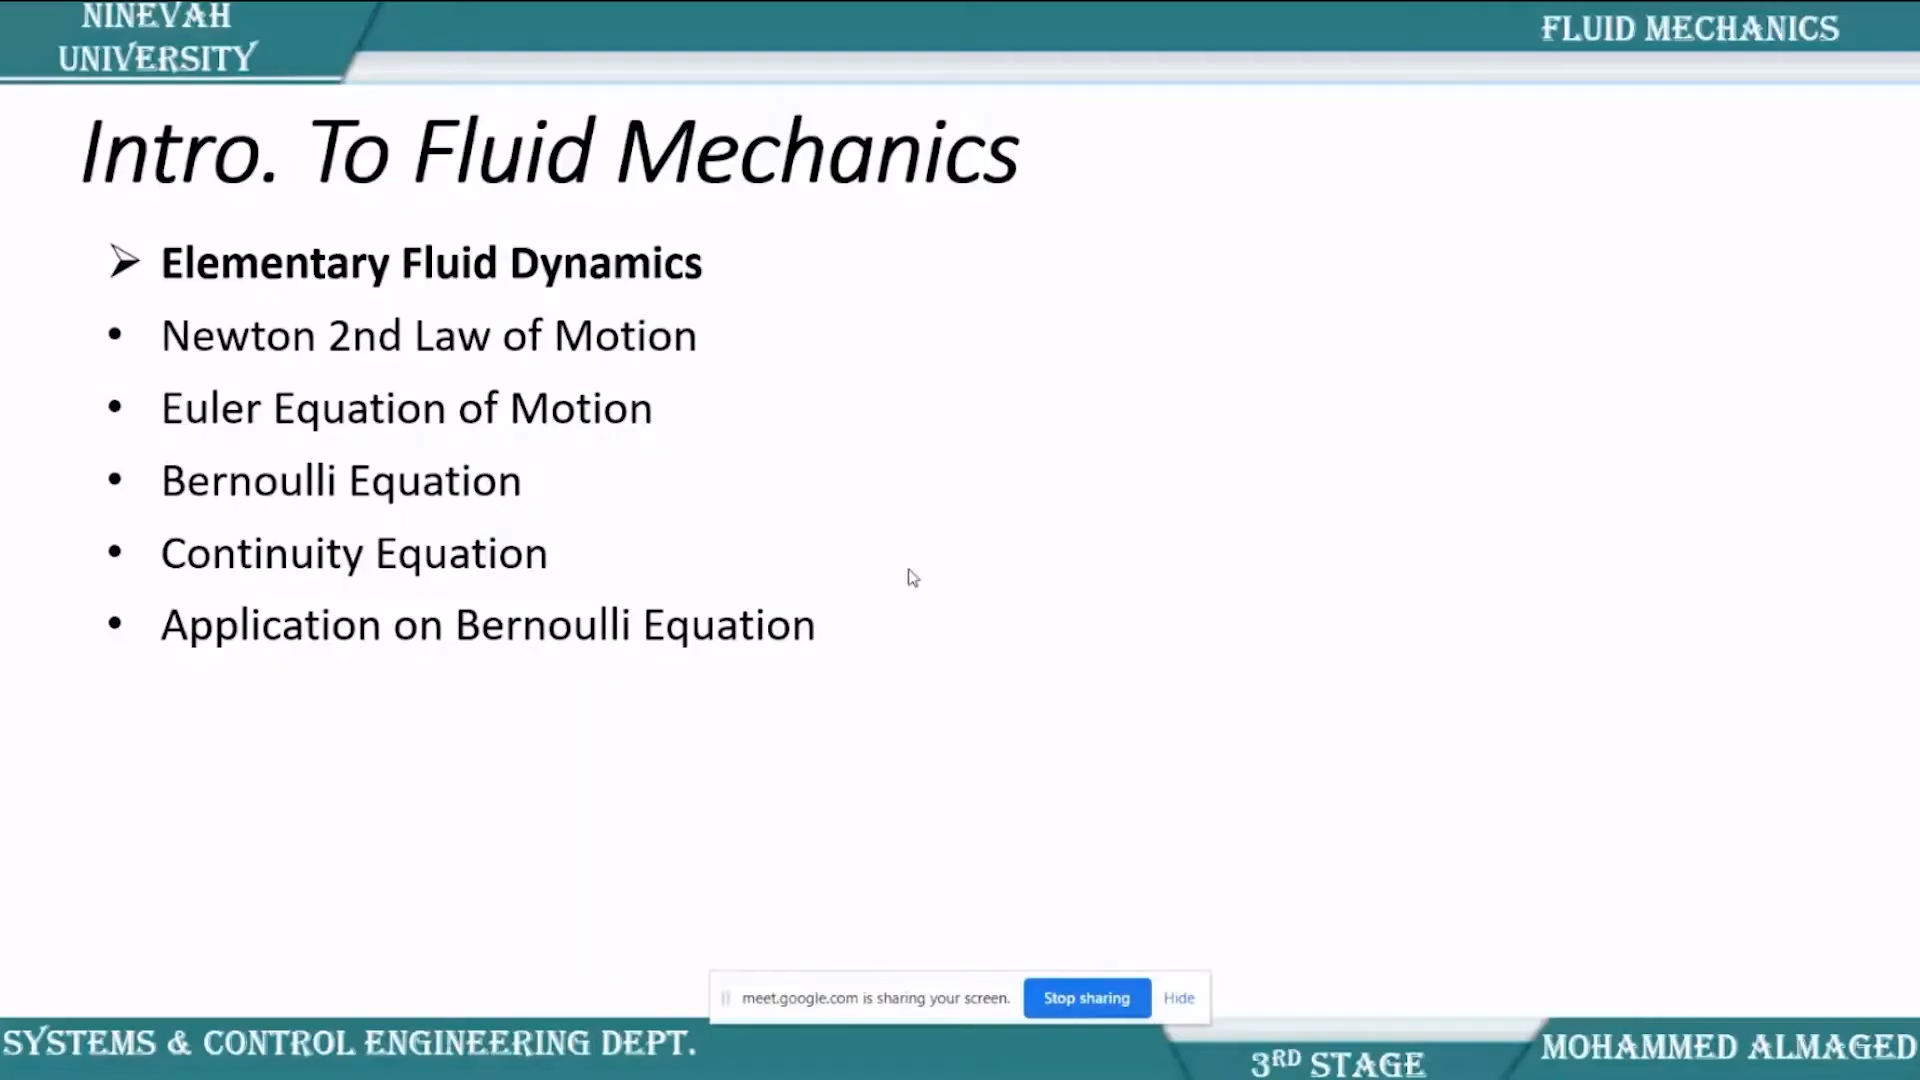 NINEVAH
UNIVERSITY
FLUID MECHANICS
Intro. To Fluid Mechanics
➢ Elementary Fluid Dynamics
• Newton 2nd Law of Motion
• Euler Equation of Motion
• Bernoulli Equation
• Continuity Equation
• Application on Bernoulli Equation
meet.google.com is sharing your screen. Stop sharing Hide
SYSTEMS & CONTROL ENGINEERING DEPT.
3RD STAGE
MOHAMMED ALMAGED